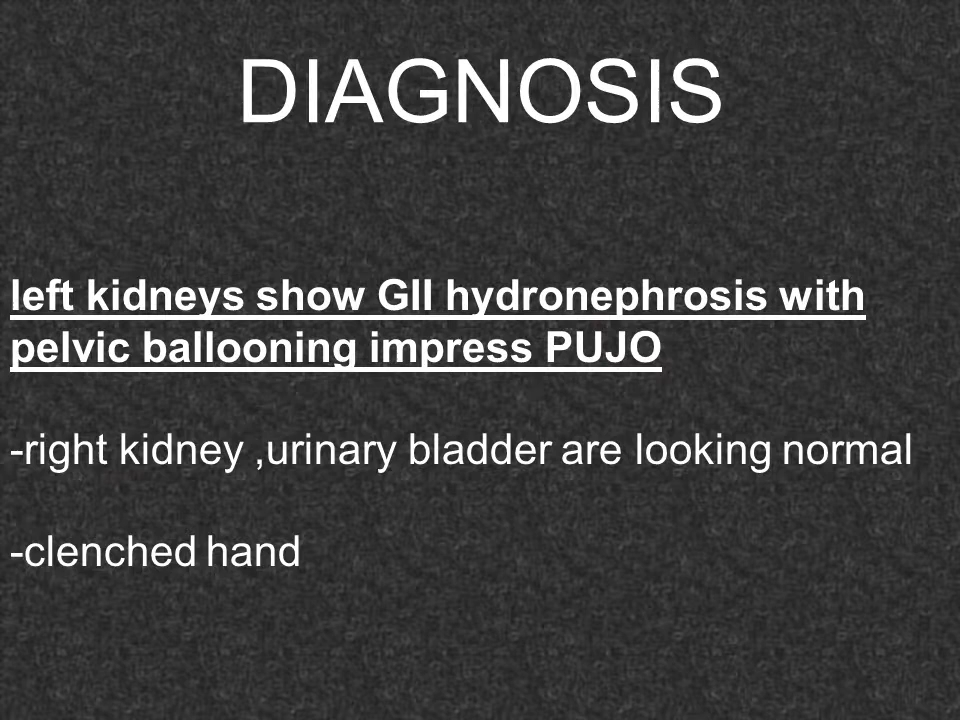 DIAGNOSIS
left kidneys show GII hydronephrosis with
pelvic ballooning impress PUJO
-right kidney ,urinary bladder are looking normal
-clenched hand